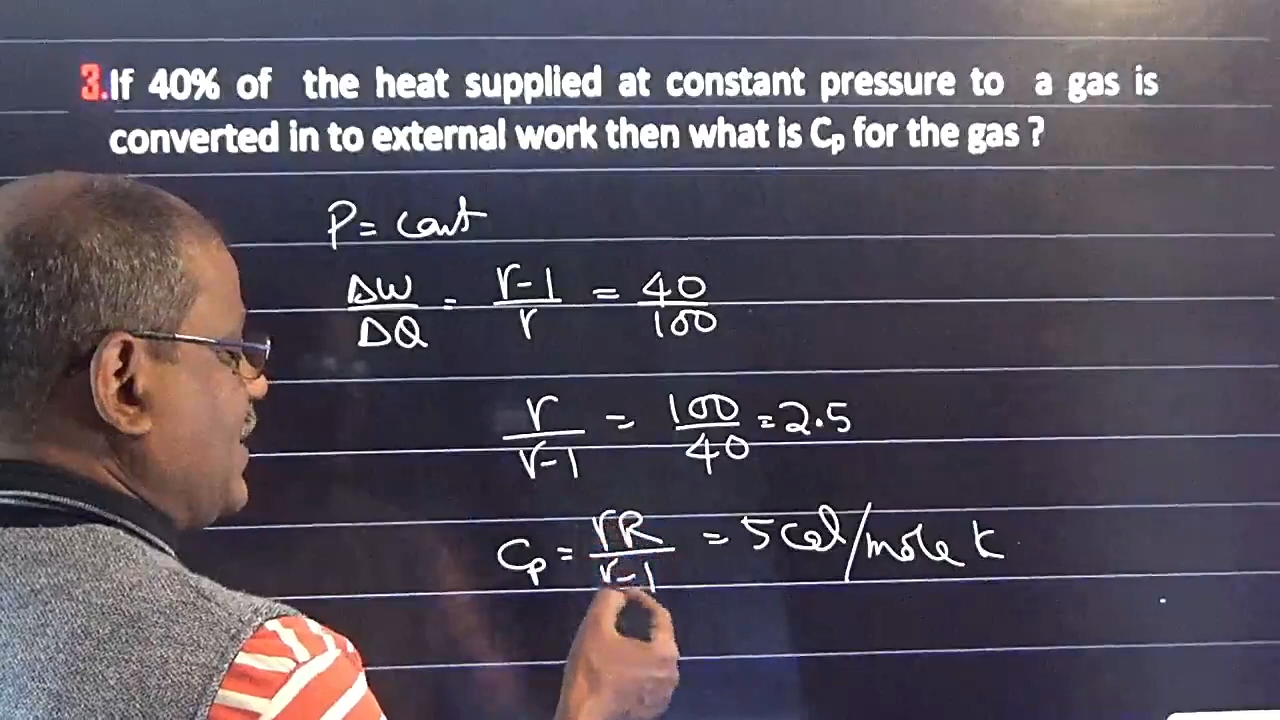 3.If 40% of the heat supplied at constant pressure to a gas is
converted in to external work then what is Cp for the gas ?
P = const
ΔW/ΔQ = r-1/r = 40/100
r/r-1 = 100/40 = 2.5
Cp = rR/r-1 = 5 cal/mole K